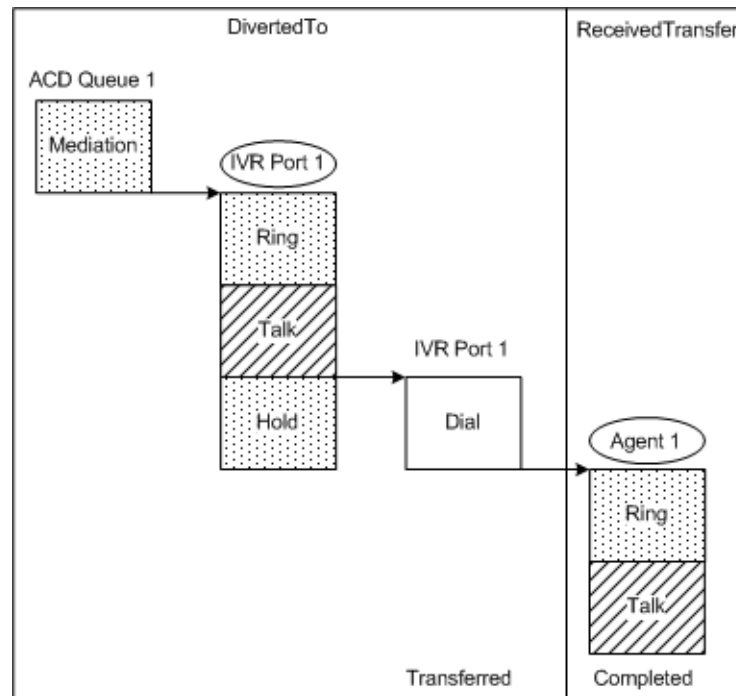 DivertedTo
ReceivedTransfer
ACD Queue 1
Mediation
IVR Port 1
Ring
Talk
IVR Port 1
Hold
Dial
Agent 1
Ring
Talk
Transferred
Completed